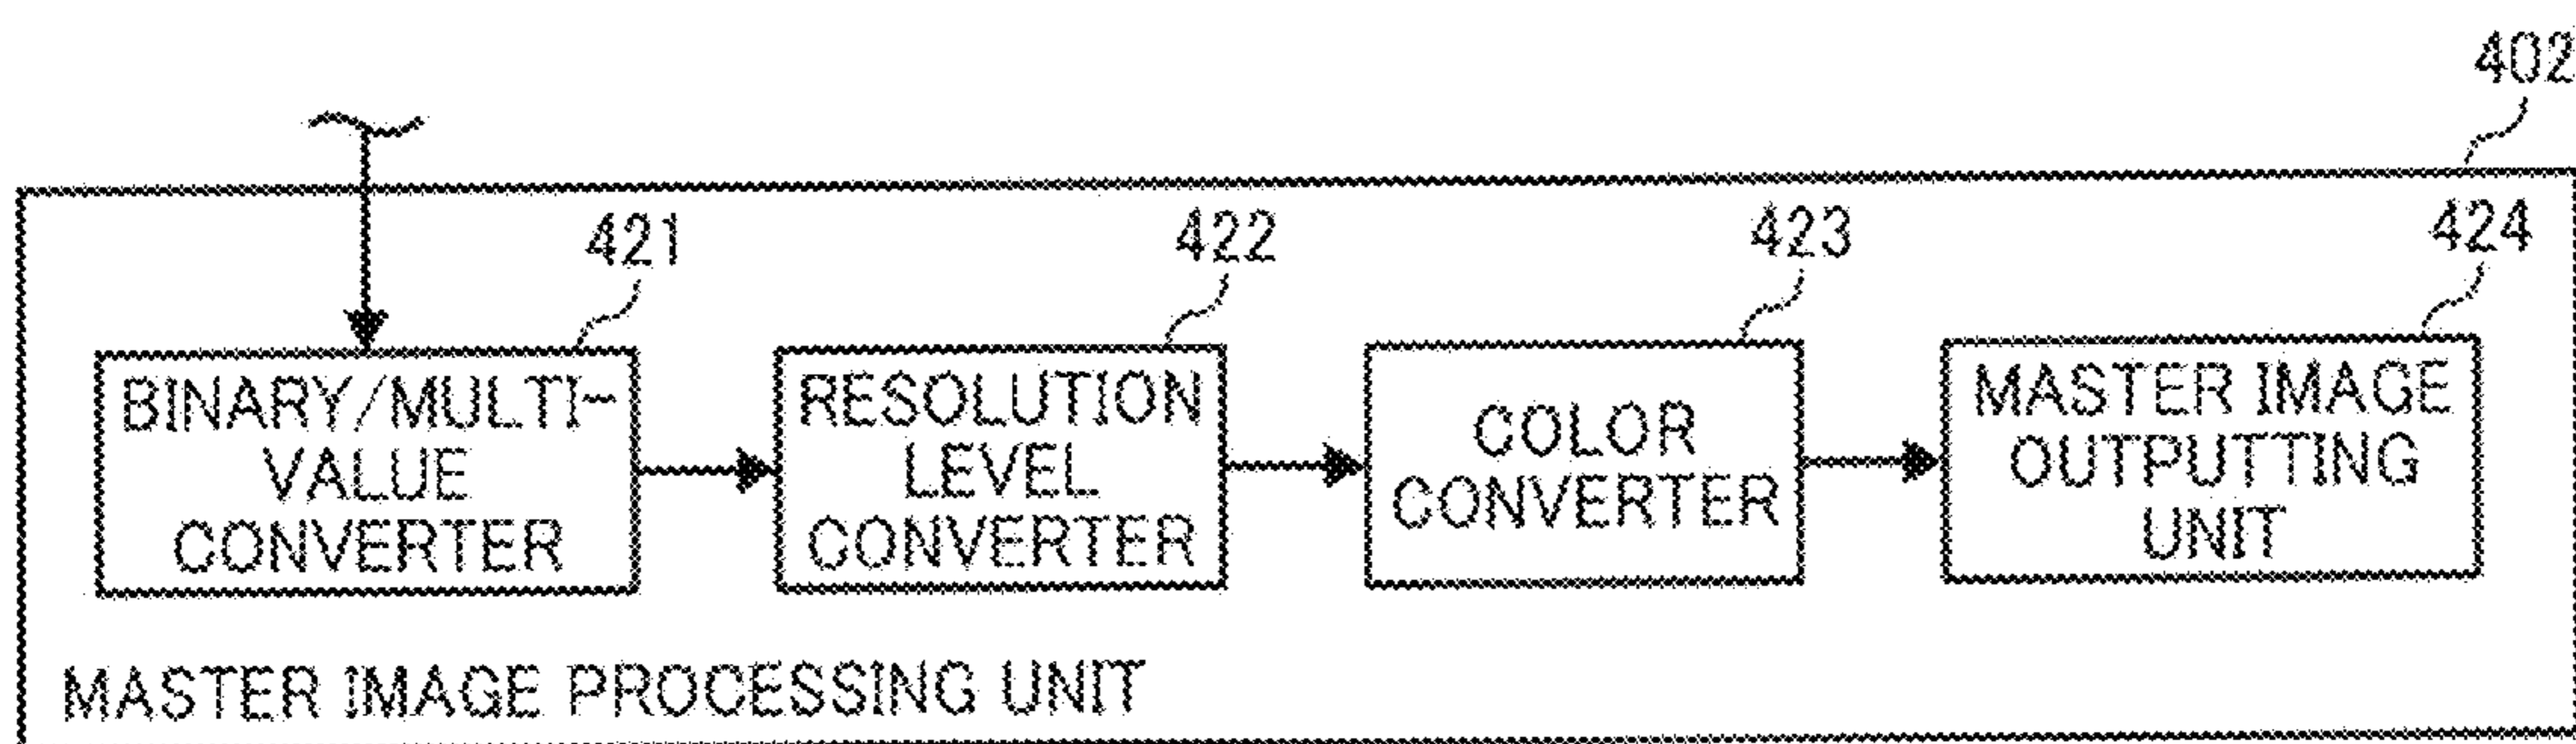 402
421
422
423
424
BINARY/MULTI-
VALUE
CONVERTER
RESOLUTION
LEVEL
CONVERTER
COLOR
CONVERTER
MASTER IMAGE
OUTPUTTING
UNIT
MASTER IMAGE PROCESSING UNIT